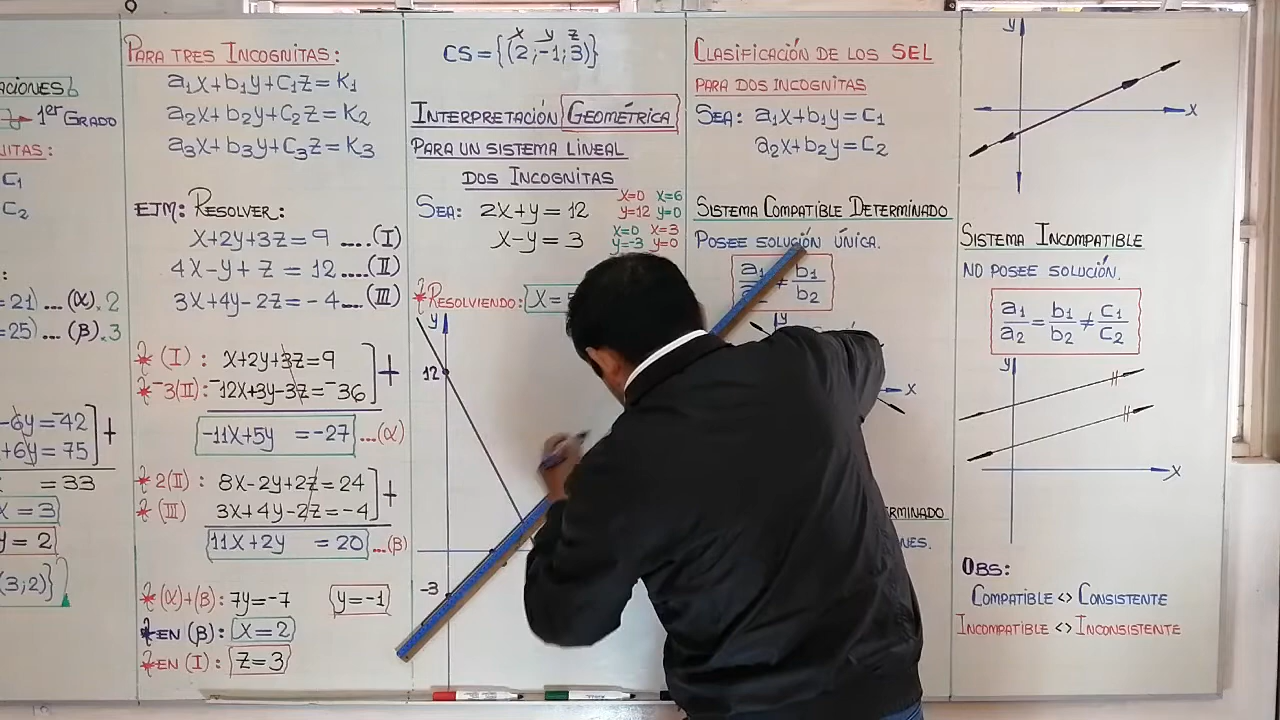 1er GRADO
C1
C2
=21) ... (α).2
=25) ... (β).3
-6y=-42
+6y=75
=33
X=3
y=2
(3;2)}
PARA TRES INCOGNITAS:
a1x+b1y+c1z=K1
a2x+b2y+c2z=K2
a3x+b3y+c3z=K3
EJM: RESOLVER:
X+2y+3z=9 ....(I)
4X-y+z=12....(II)
3X+4y-2z=-4...(III)
* (I): X+2y+3z=9
* -3(II): -12X+3y-3z=-36
+
-11X+5y =-27 ...(α)
* 2(II): 8X-2y+2z=24
* (III) 3X+4y-2z=-4
+
11X+2y =20 ...(β)
* (α)+(β): 7y=-7 y=-1
* EN (β): X=2
* EN (I): Z=3
X y z
CS={(2;-1;3)}
INTERPRETACIÓN GEOMÉTRICA
PARA UN SISTEMA LINEAL
DOS INCOGNITAS
SEA: 2X+y=12
X=0 X=6
y=12 y=0
X-y=3
X=0 X=3
y=-3 y=0
* RESOLVIENDO: X=
y
12
-3
CLASIFICACIÓN DE LOS SEL
PARA DOS INCOGNITAS
SEA: a1x+b1y=C1
a2x+b2y=C2
SISTEMA COMPATIBLE DETERMINADO
POSEE SOLUCIÓN ÚNICA.
a1 ≠ b1
b2
y
X
y
X
SISTEMA INCOMPATIBLE
NO POSEE SOLUCIÓN.
a1/a2 = b1/b2 ≠ C1/C2
y
X
OBS:
COMPATIBLE <> CONSISTENTE
INCOMPATIBLE <> INCONSISTENTE